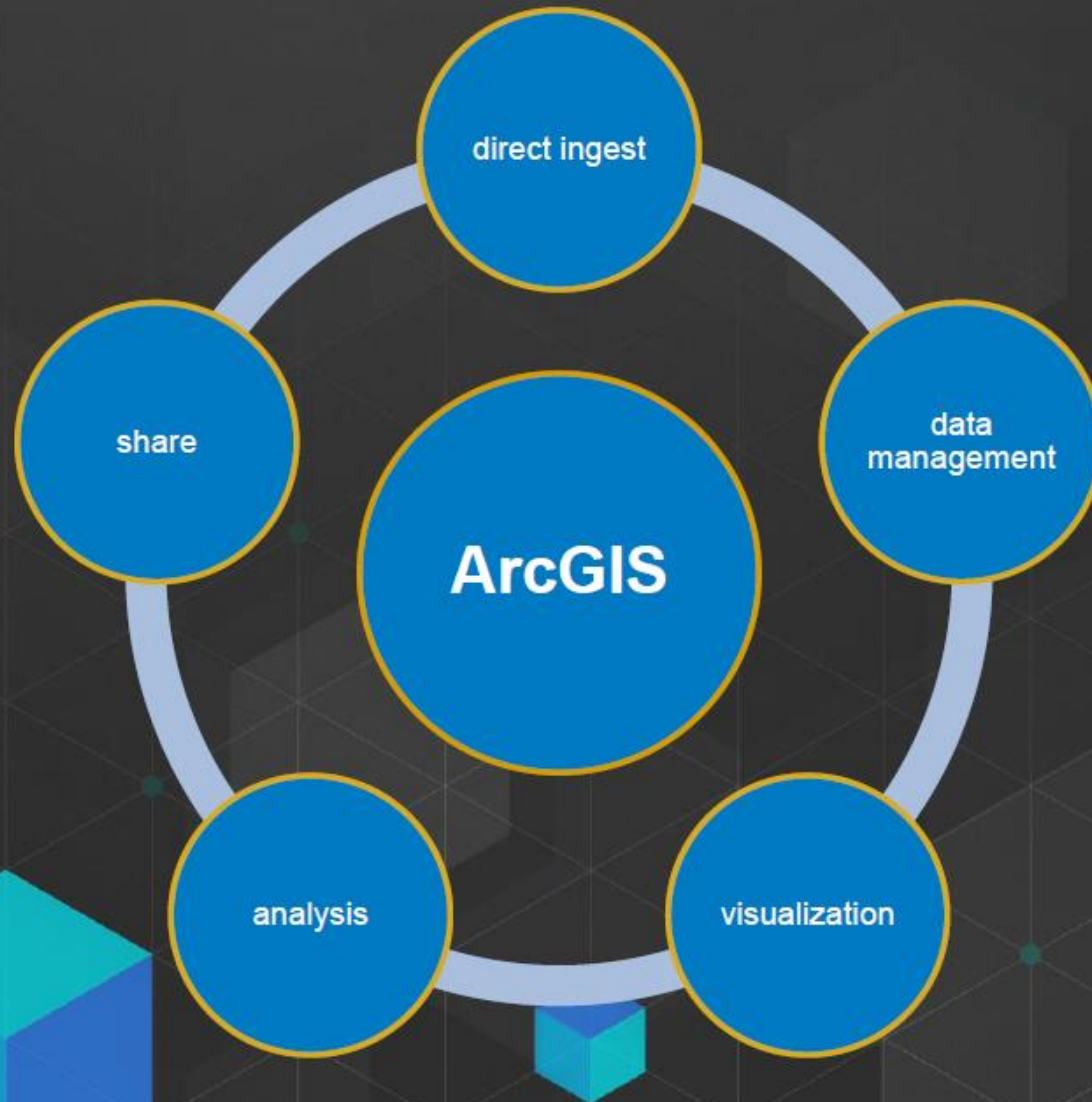 direct ingest
share
data
management
ArcGIS
analysis
visualization